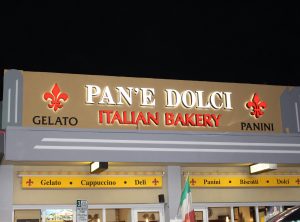 PAN'E DOLCI
GELATO ITALIAN BAKERY PANINI
Gelato • Cappuccino • Deli
Panini • Biscotti • Dolci